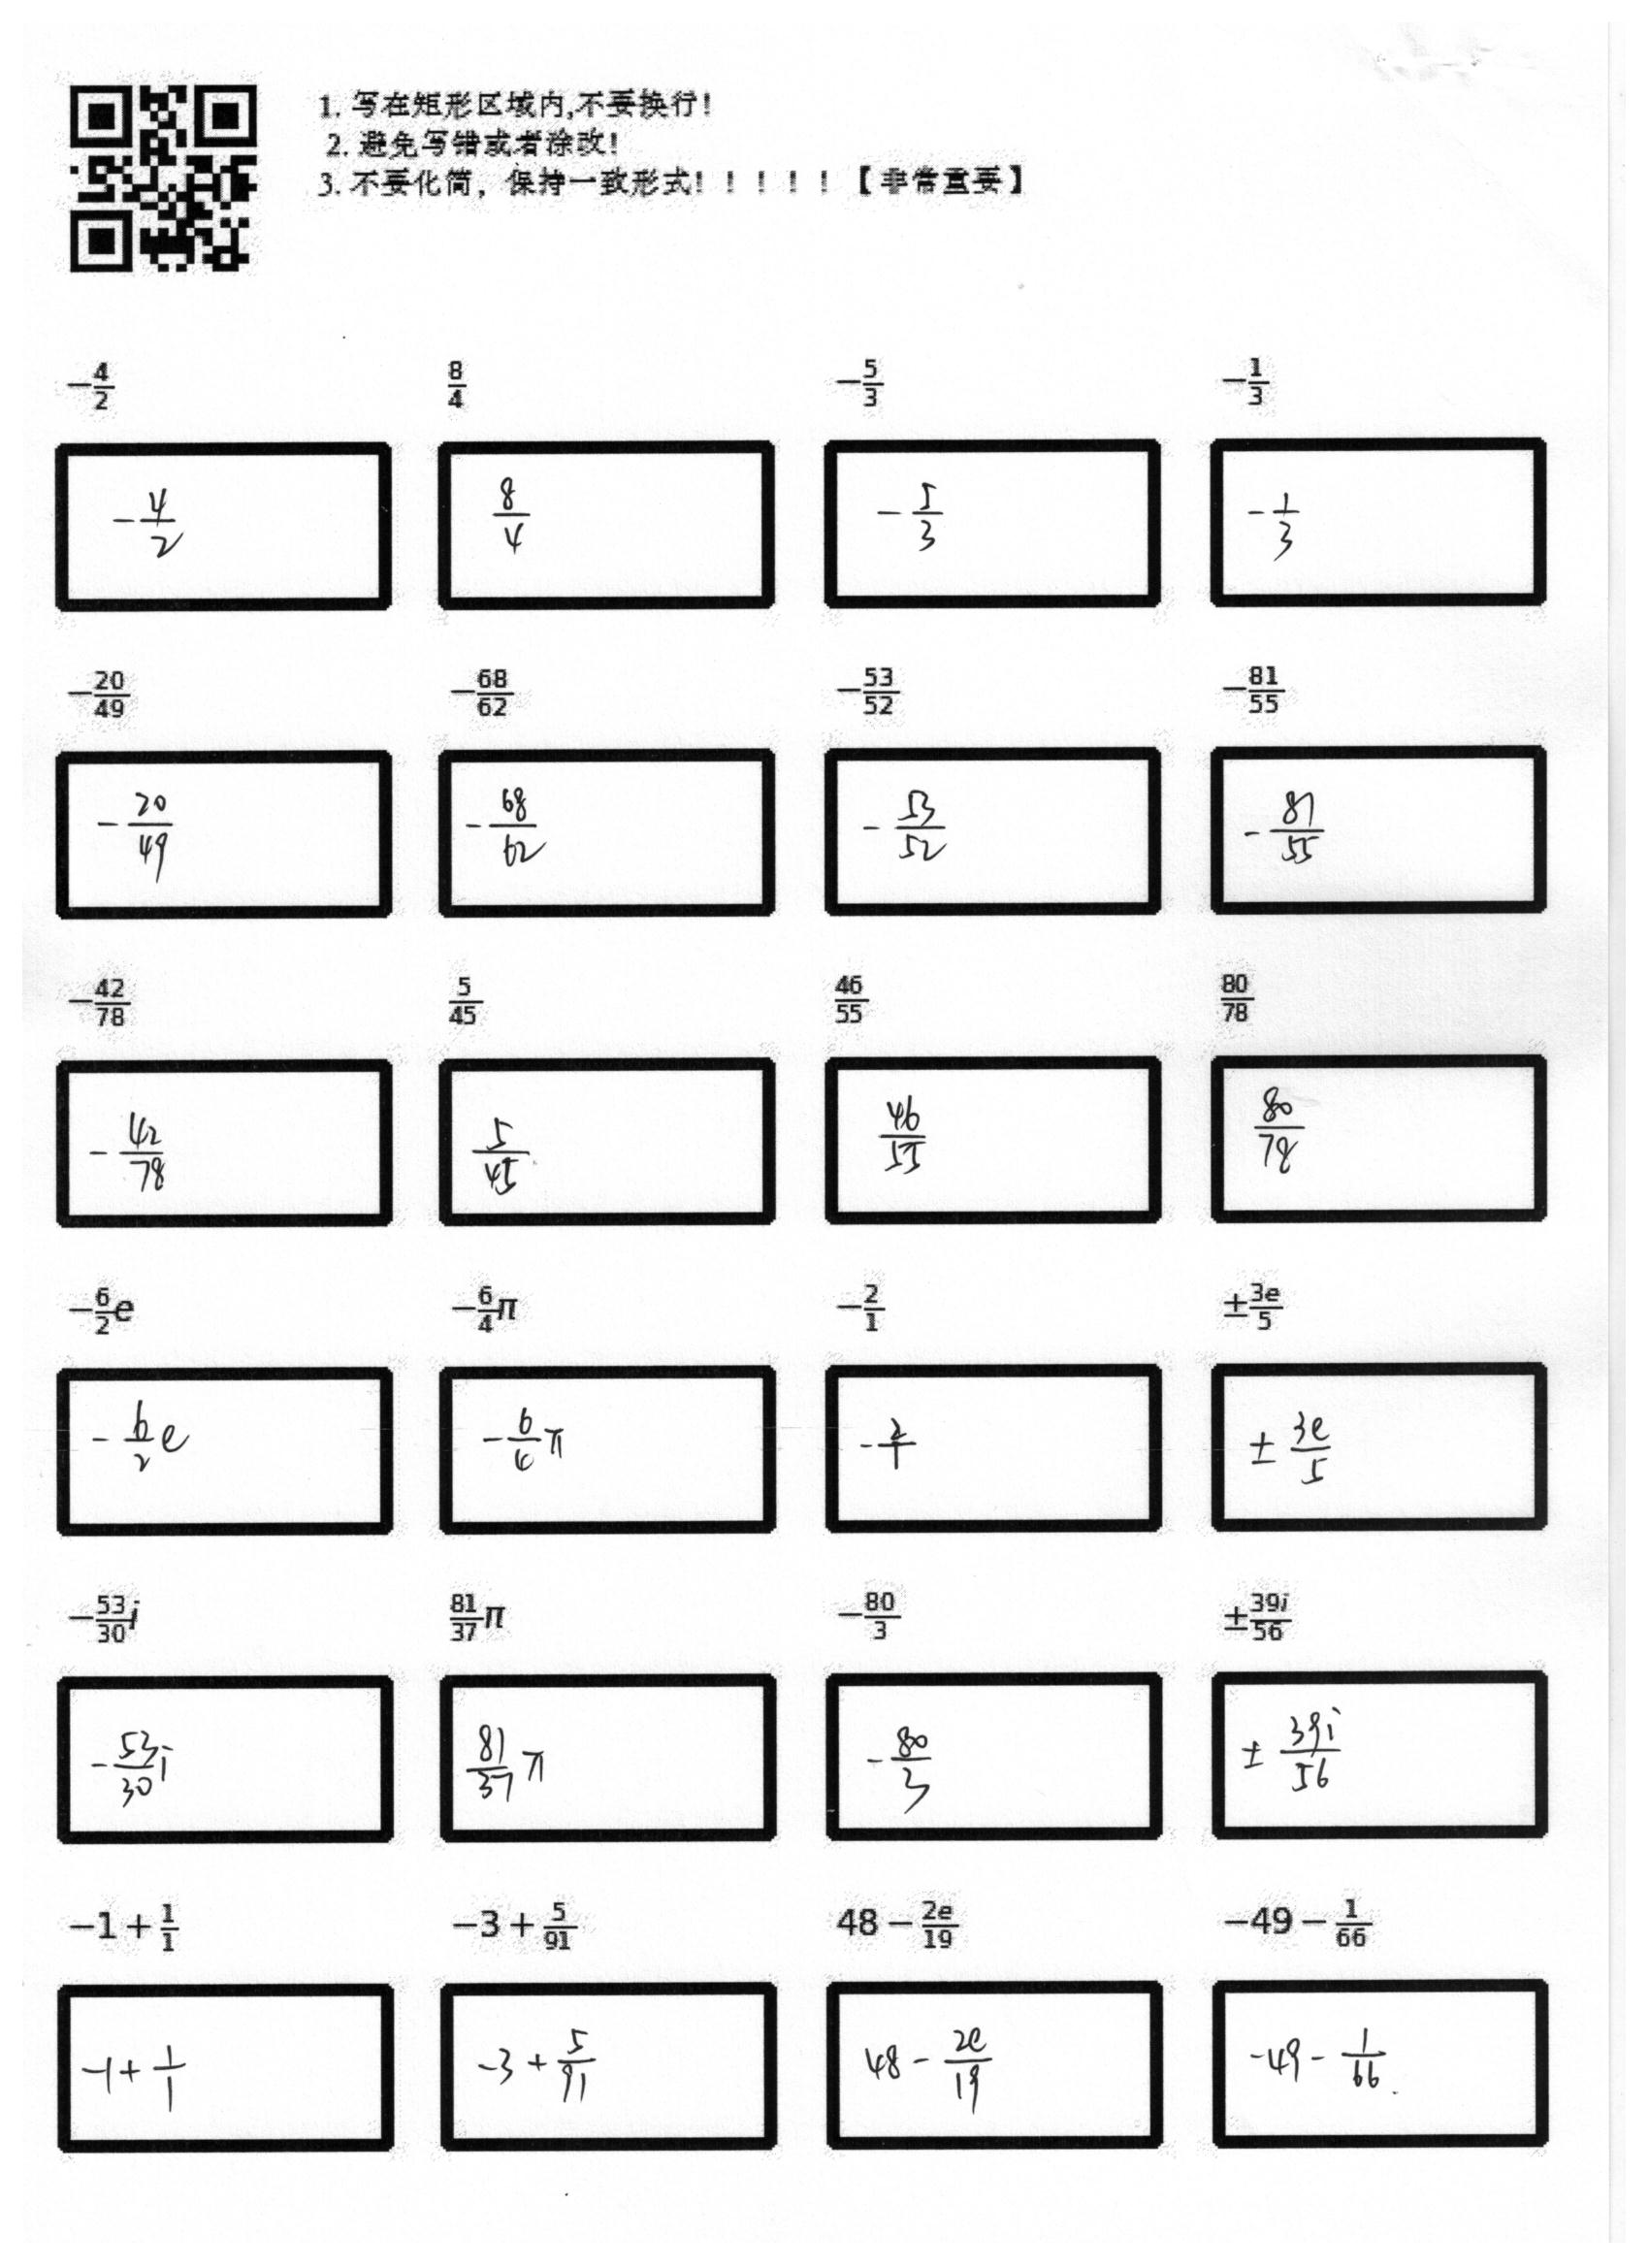 1. 写在矩形区域内,不要换行!
2. 避免写错或者涂改!
3. 不要化简，保持一致形式! ! ! ! ! 【非常重要】
$-\frac{4}{2}$ $\frac{8}{4}$ $-\frac{5}{3}$ $-\frac{1}{3}$
$-\frac{4}{2}$ $\frac{8}{4}$ $-\frac{5}{3}$ $-\frac{1}{3}$
$-\frac{20}{49}$ $-\frac{68}{62}$ $-\frac{53}{52}$ $-\frac{81}{55}$
$-\frac{20}{49}$ $-\frac{68}{62}$ $-\frac{53}{52}$ $-\frac{81}{55}$
$-\frac{42}{78}$ $\frac{5}{45}$ $\frac{46}{55}$ $\frac{80}{78}$
$-\frac{42}{78}$ $\frac{5}{45}$ $\frac{46}{55}$ $\frac{80}{78}$
$-\frac{6}{2}e$ $-\frac{6}{4}π$ $-\frac{2}{1}$ $±\frac{3e}{5}$
$-\frac{6}{2}e$ $-\frac{6}{4}π$ $-\frac{2}{1}$ $±\frac{3e}{5}$
$-\frac{53}{30}i$ $\frac{81}{37}π$ $-\frac{80}{3}$ $±\frac{39i}{56}$
$-\frac{53}{30}i$ $\frac{81}{37}π$ $-\frac{80}{3}$ $±\frac{39i}{56}$
$-1+\frac{1}{1}$ $-3+\frac{5}{91}$ $48-\frac{2e}{19}$ $-49-\frac{1}{66}$
$-1+\frac{1}{1}$ $-3+\frac{5}{91}$ $48-\frac{2e}{19}$ $-49-\frac{1}{66}$.